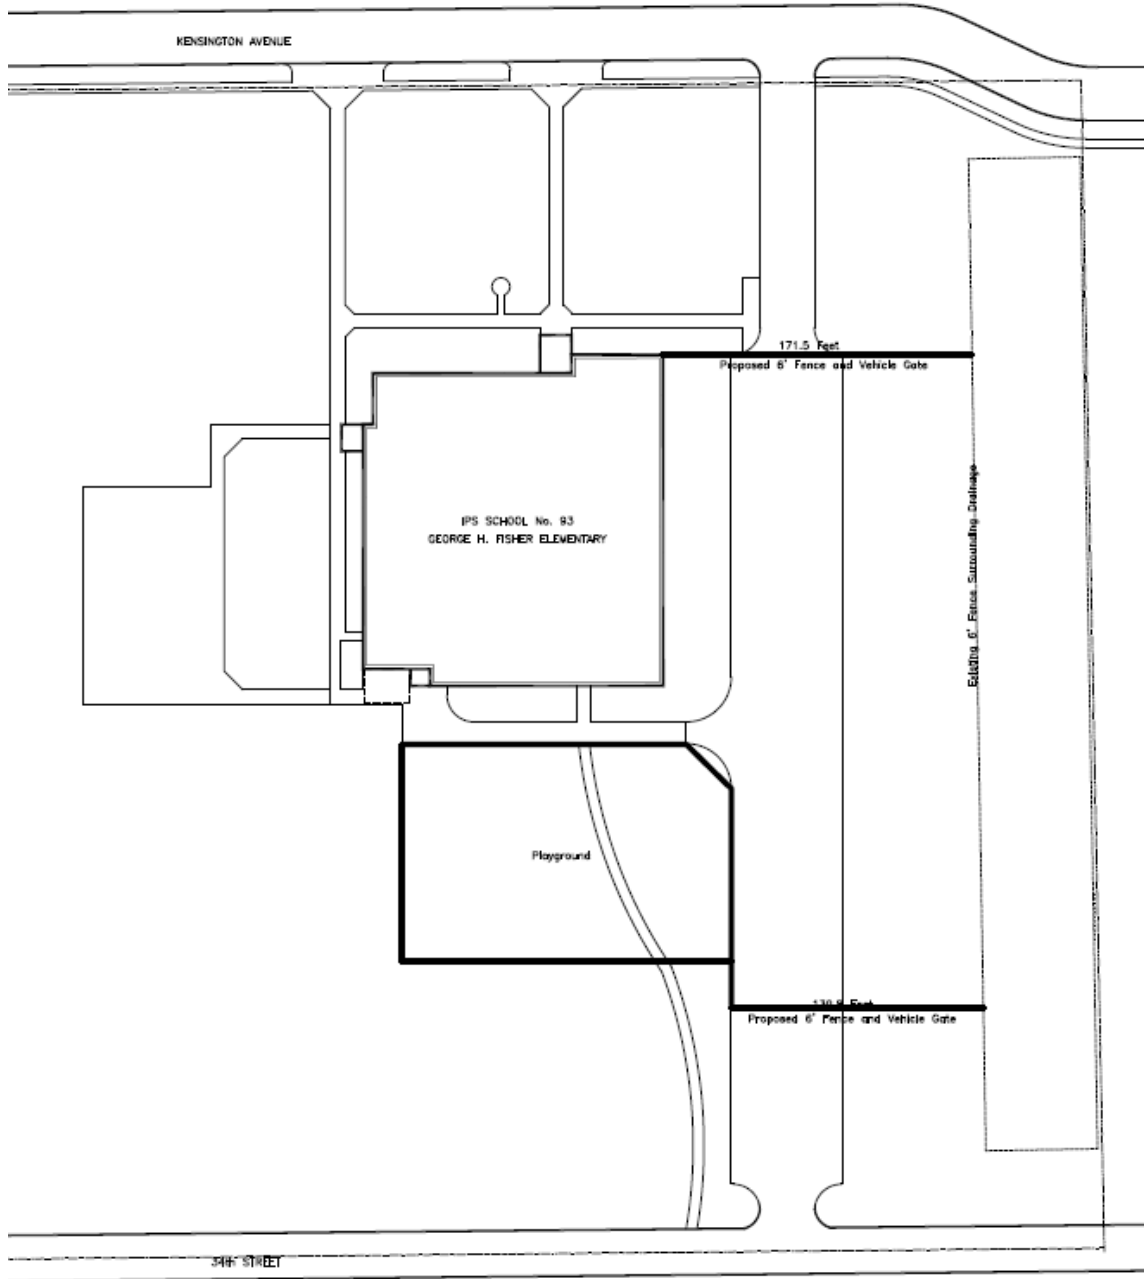 KENSINGTON AVENUE
171.5 Feet
Proposed 6' Fence and Vehicle Gate
IPS SCHOOL No. 93
GEORGE H. FISHER ELEMENTARY
Existing 6' Fence Surrounding Drainage
Playground
Feet
Proposed 6' Fence and Vehicle Gate
34th STREET